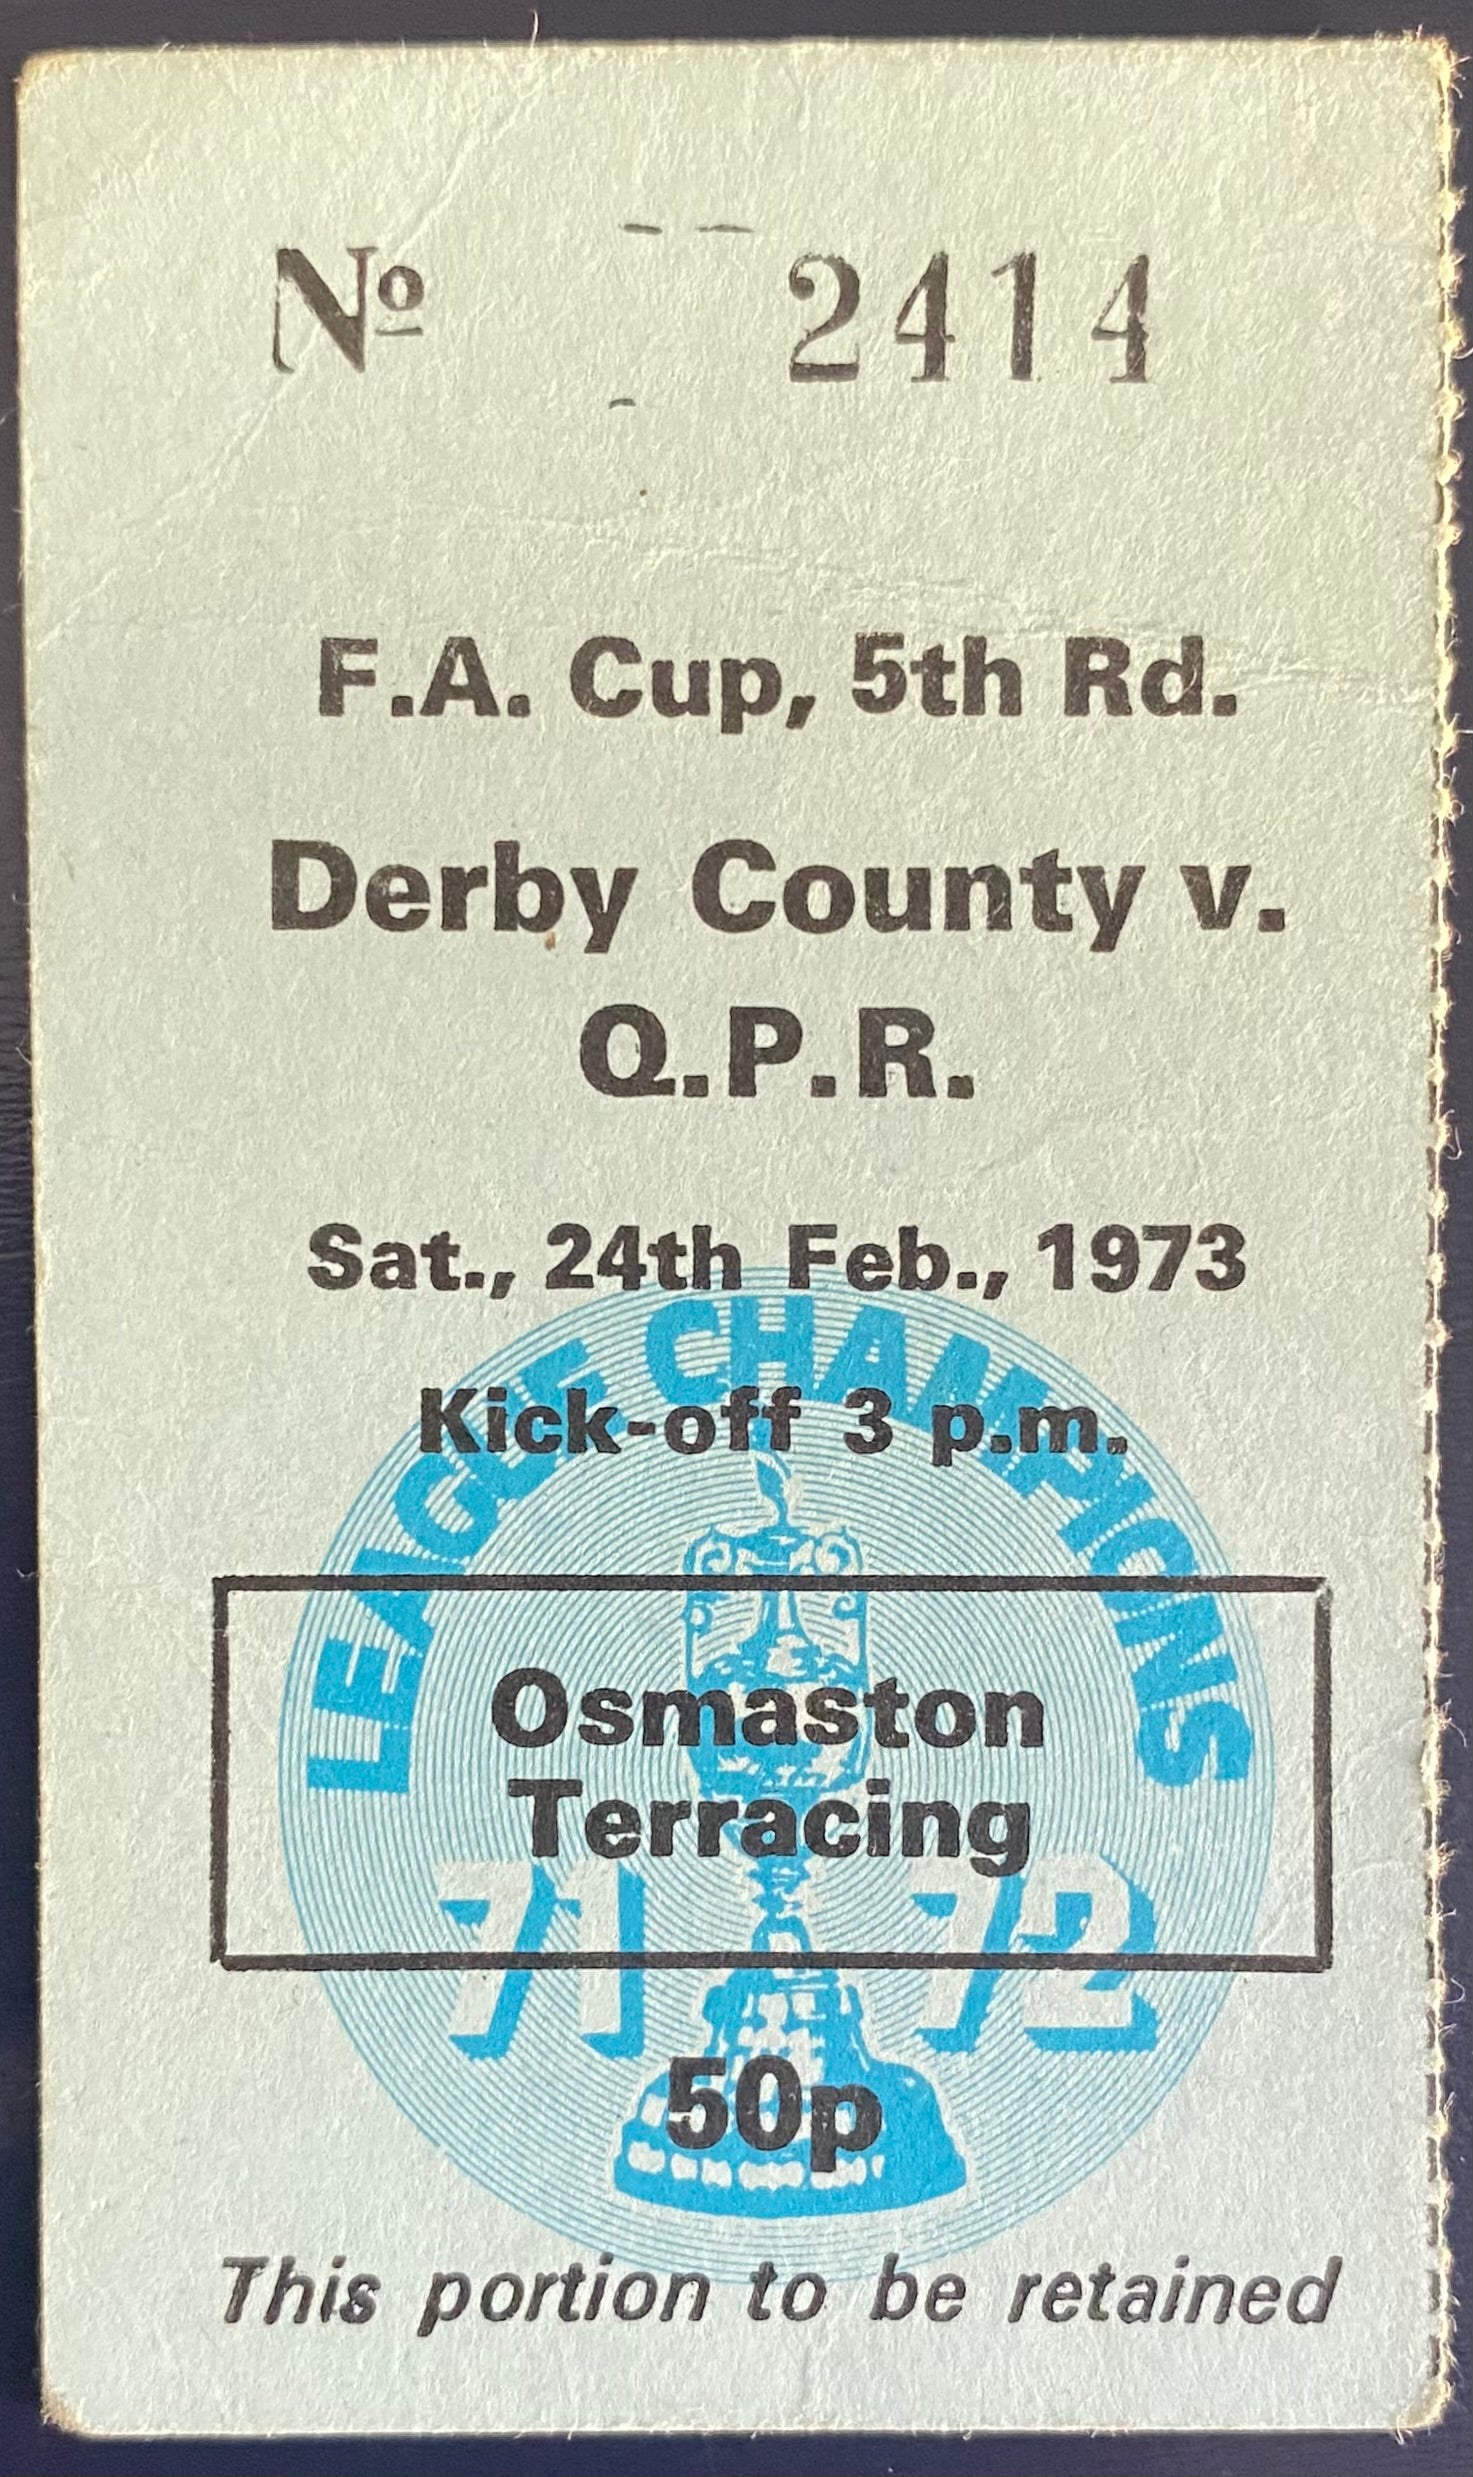 Nº 2414
F.A. Cup, 5th Rd.
Derby County v.
Q.P.R.
Sat., 24th Feb., 1973
LEAGUE CHAMPIONS
Kick-off 3 p.m.
Osmaston
Terracing
71 72
50p
This portion to be retained